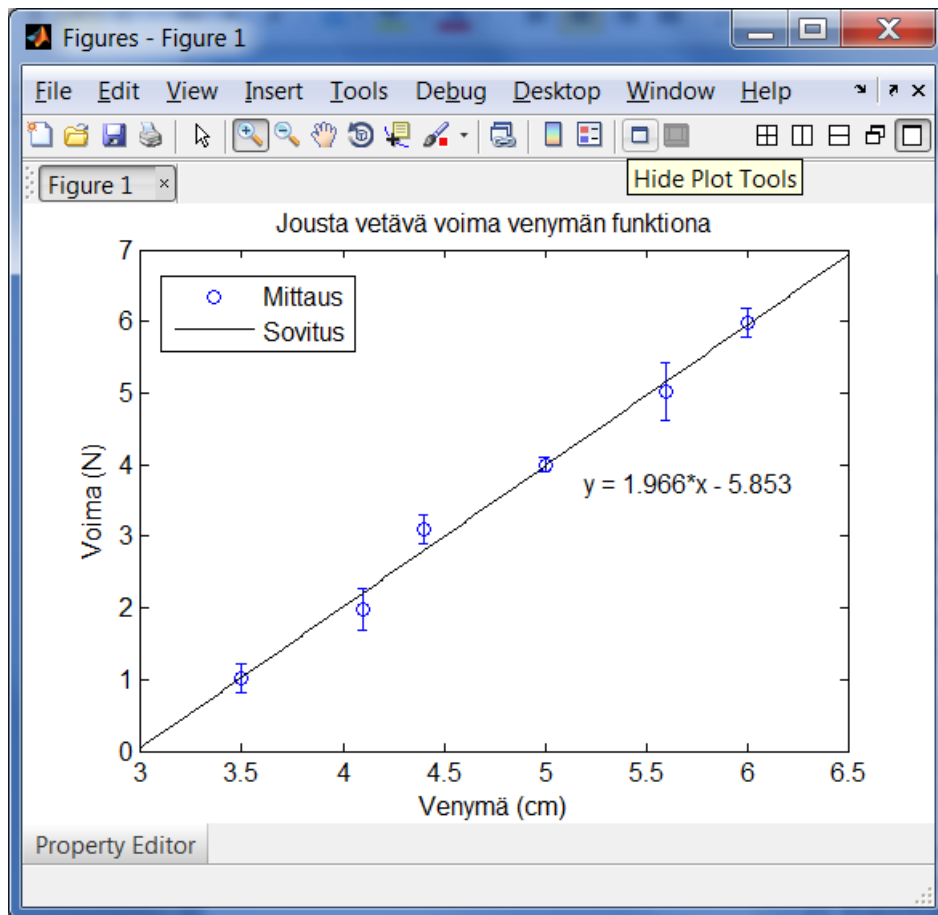 Figures - Figure 1
File Edit View Insert Tools Debug Desktop Window Help
Hide Plot Tools
Figure 1
Jousta vetävä voima venymän funktiona
7
6
5
4
3
2
1
0
Voima (N)
Mittaus
Sovitus
y = 1.966*x - 5.853
3 3.5 4 4.5 5 5.5 6 6.5
Venymä (cm)
Property Editor